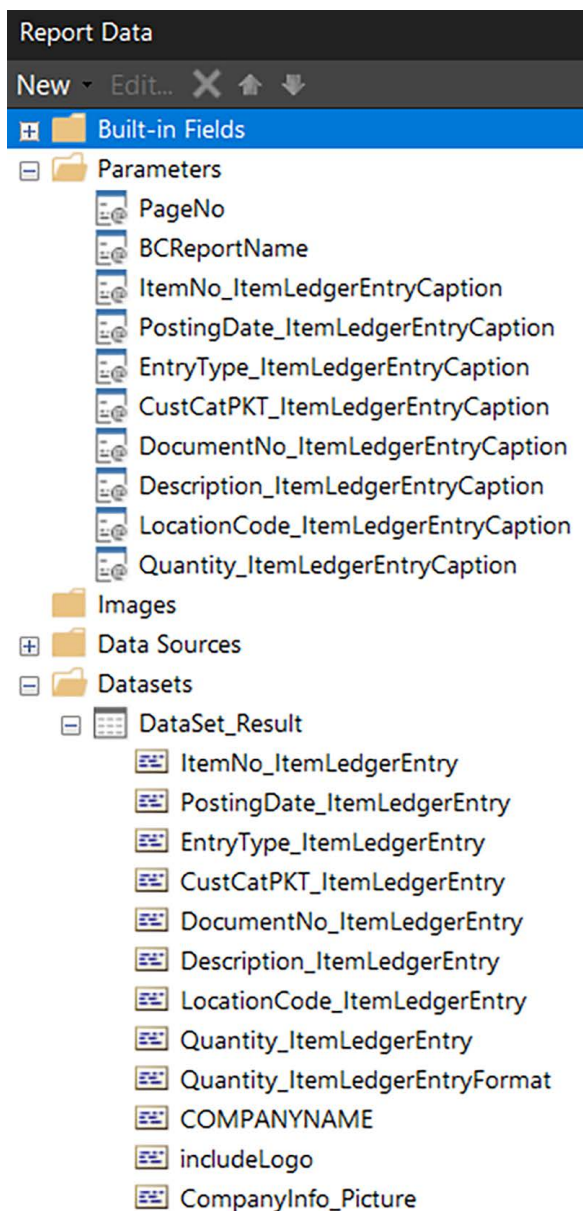 Report Data
New Edit...
Built-in Fields
Parameters
PageNo
BCReportName
ItemNo_ItemLedgerEntryCaption
PostingDate_ItemLedgerEntryCaption
EntryType_ItemLedgerEntryCaption
CustCatPKT_ItemLedgerEntryCaption
DocumentNo_ItemLedgerEntryCaption
Description_ItemLedgerEntryCaption
LocationCode_ItemLedgerEntryCaption
Quantity_ItemLedgerEntryCaption
Images
Data Sources
Datasets
DataSet_Result
ItemNo_ItemLedgerEntry
PostingDate_ItemLedgerEntry
EntryType_ItemLedgerEntry
CustCatPKT_ItemLedgerEntry
DocumentNo_ItemLedgerEntry
Description_ItemLedgerEntry
LocationCode_ItemLedgerEntry
Quantity_ItemLedgerEntry
Quantity_ItemLedgerEntryFormat
COMPANYNAME
includeLogo
CompanyInfo_Picture